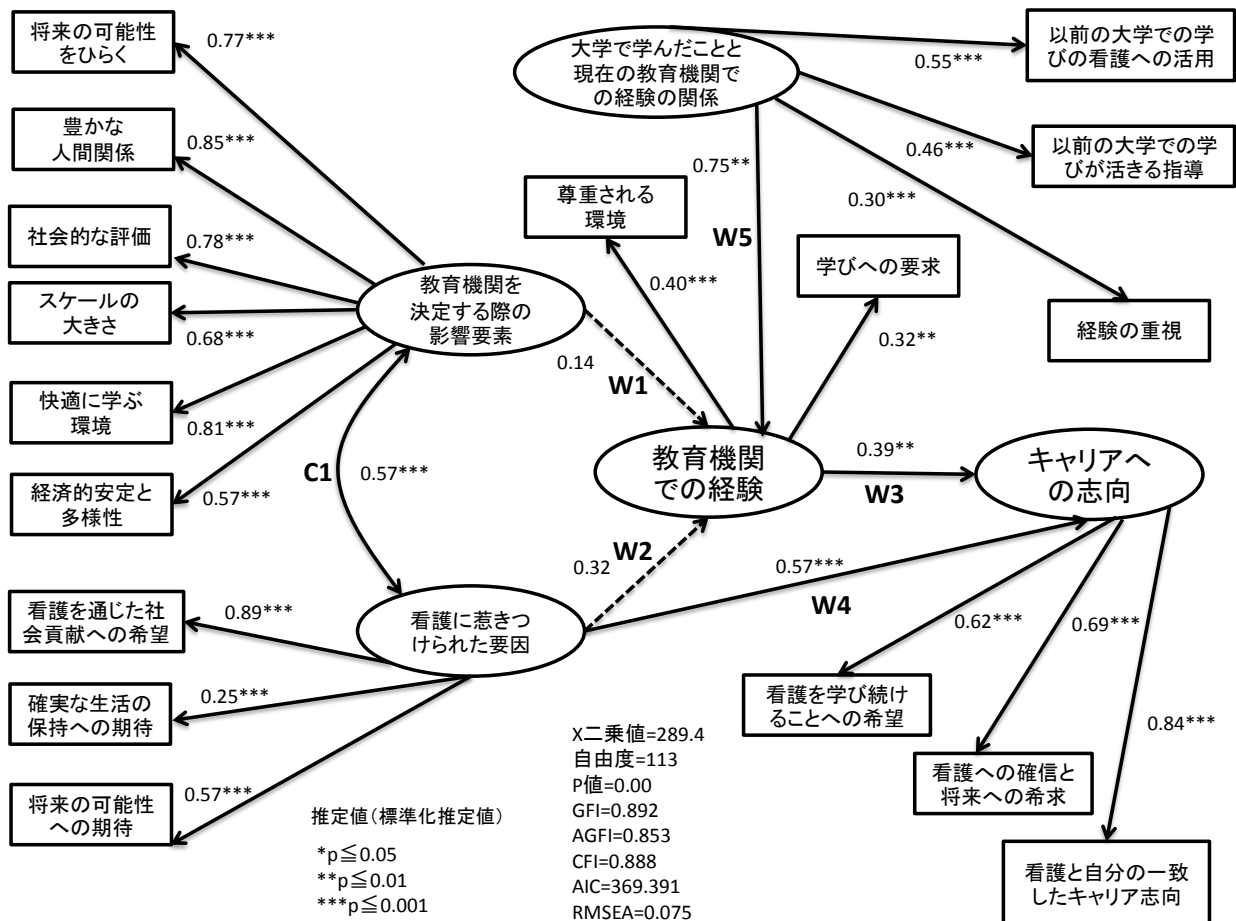 将来の可能性
をひらく
0.77***
豊かな
人間関係
0.85***
社会的な評価
0.78***
スケールの
大きさ
0.68***
快適に学ぶ
環境
0.81***
経済的安定と
多様性
0.57***
教育機関を
決定する際の
影響要素
大学で学んだことと
現在の教育機関で
の経験の関係
0.55***
以前の大学での学
びの看護への活用
0.46***
以前の大学での学
びが活きる指導
0.30***
経験の重視
0.75**
W5
尊重される
環境
0.40***
学びへの要求
0.32**
0.14
W1
教育機関
での経験
0.39**
W3
キャリアへ
の志向
C1
0.57***
0.32
W2
0.57***
W4
看護に惹きつ
けられた要因
看護を通じた社
会貢献への希望
0.89***
確実な生活の
保持への期待
0.25***
将来の可能性
への期待
0.57***
0.62***
看護を学び続け
ることへの希望
0.69***
看護への確信と
将来への希求
0.84***
看護と自分の一致
したキャリア志向
推定値(標準化推定値)
*p≦0.05
**p≦0.01
***p≦0.001
X二乗値=289.4
自由度=113
P値=0.00
GFI=0.892
AGFI=0.853
CFI=0.888
AIC=369.391
RMSEA=0.075